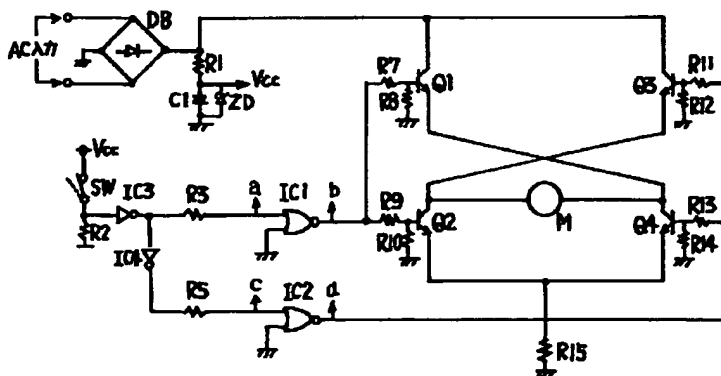 DB
AC入力
R1
Vcc
C1
ZD
R7
R8
Q1
Q3
R11
R12
Vcc
SW
IC3
R2
R3
a
IC1
b
R9
R10
Q2
M
Q4
R13
R14
IC4
R5
c
IC2
d
R15